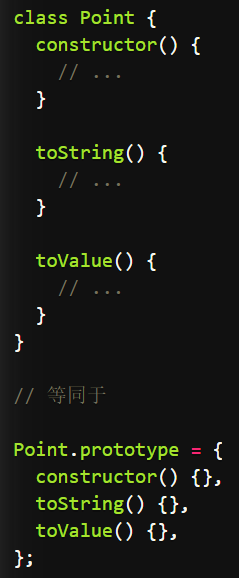 class Point {
  constructor() {
    // ...
  }

  toString() {
    // ...
  }

  toValue() {
    // ...
  }
}

// 等同于

Point.prototype = {
  constructor() {},
  toString() {},
  toValue() {},
};